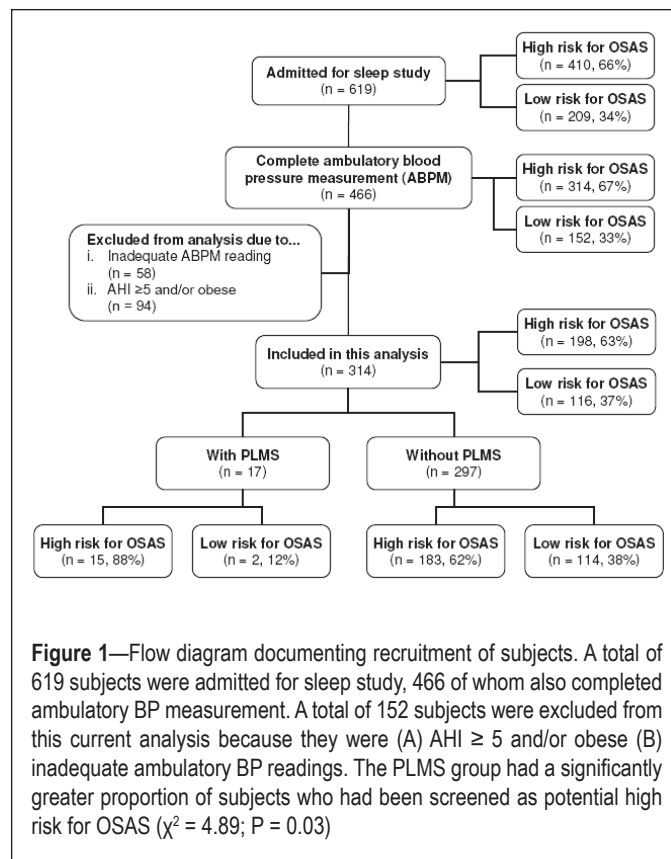 High risk for OSAS
(n = 410, 66%)
Admitted for sleep study
(n = 619)
Low risk for OSAS
(n = 209, 34%)
Complete ambulatory blood
pressure measurement (ABPM)
(n = 466)
High risk for OSAS
(n = 314, 67%)
Low risk for OSAS
(n = 152, 33%)
Excluded from analysis due to...
i. Inadequate ABPM reading
(n = 58)
ii. AHI ≥5 and/or obese
(n = 94)
High risk for OSAS
(n = 198, 63%)
Included in this analysis
(n = 314)
Low risk for OSAS
(n = 116, 37%)
With PLMS
(n = 17)
Without PLMS
(n = 297)
High risk for OSAS
(n = 15, 88%)
Low risk for OSAS
(n = 2, 12%)
High risk for OSAS
(n = 183, 62%)
Low risk for OSAS
(n = 114, 38%)
Figure 1—Flow diagram documenting recruitment of subjects. A total of
619 subjects were admitted for sleep study, 466 of whom also completed
ambulatory BP measurement. A total of 152 subjects were excluded from
this current analysis because they were (A) AHI ≥ 5 and/or obese (B)
inadequate ambulatory BP readings. The PLMS group had a significantly
greater proportion of subjects who had been screened as potential high
risk for OSAS (χ² = 4.89; P = 0.03)